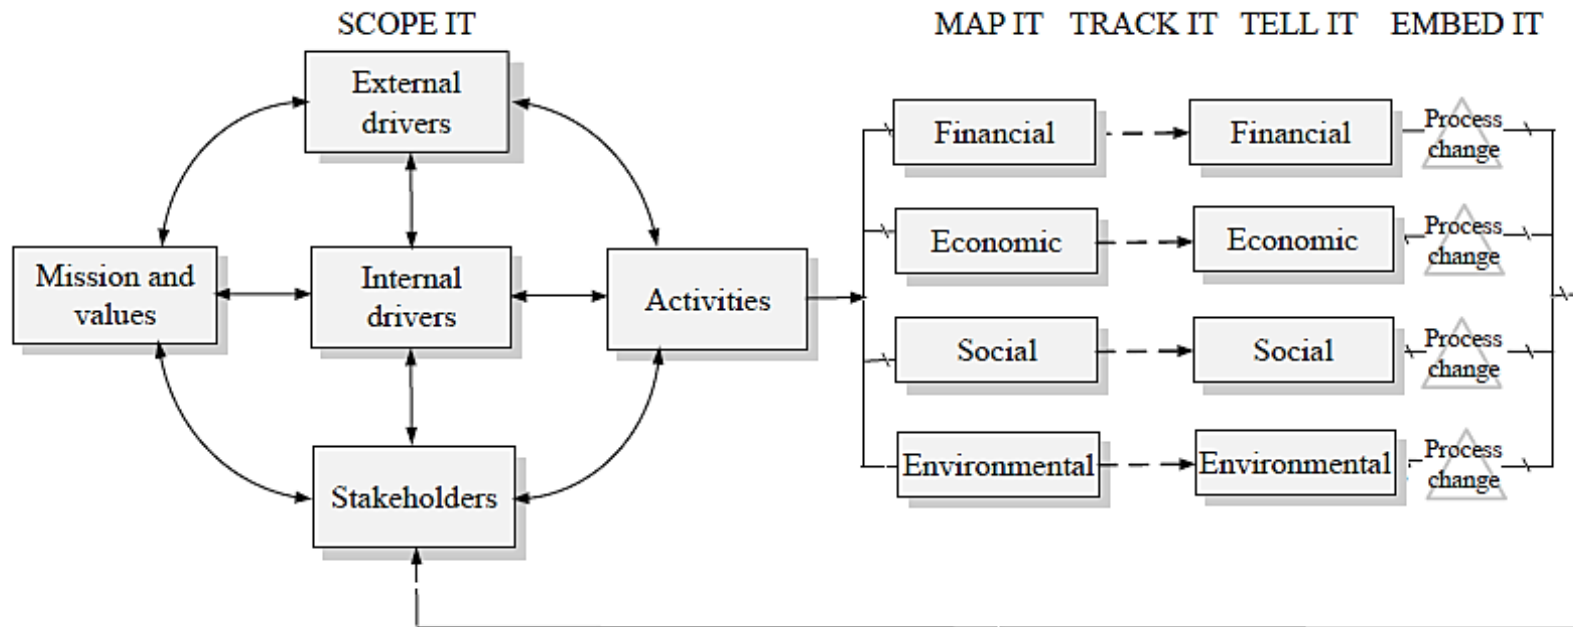 SCOPE IT
MAP IT TRACK IT TELL IT EMBED IT
External
drivers
Mission and
values
Internal
drivers
Activities
Stakeholders
Financial
Financial
Process
change
Economic
Economic
Process
change
Social
Social
Process
change
Environmental
Environmental
Process
change